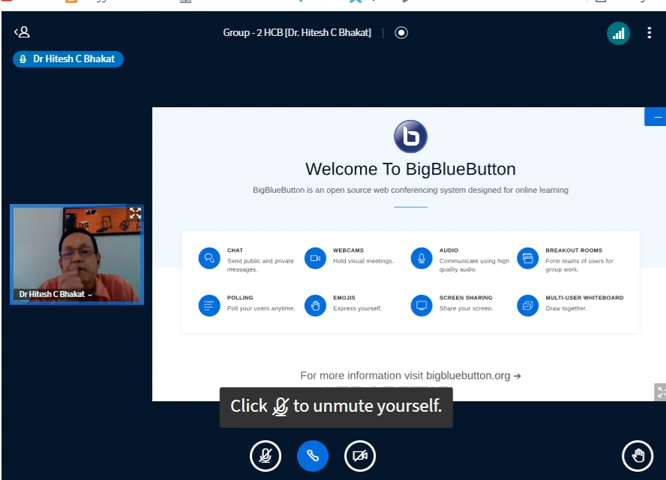 Group - 2 HCB [Dr. Hitesh C Bhakat]
Dr Hitesh C Bhakat
Welcome To BigBlueButton
BigBlueButton is an open source web conferencing system designed for online learning
CHAT
Send public and private
messages.
WEBCAMS
Hold visual meetings.
AUDIO
Communicate using high
quality audio.
BREAKOUT ROOMS
Form teams of users for
group work.
POLLING
Poll your users anytime.
EMOJIS
Express yourself.
SCREEN SHARING
Share your screen.
MULTI-USER WHITEBOARD
Draw together.
Dr Hitesh C Bhakat
For more information visit bigbluebutton.org →
Click to unmute yourself.